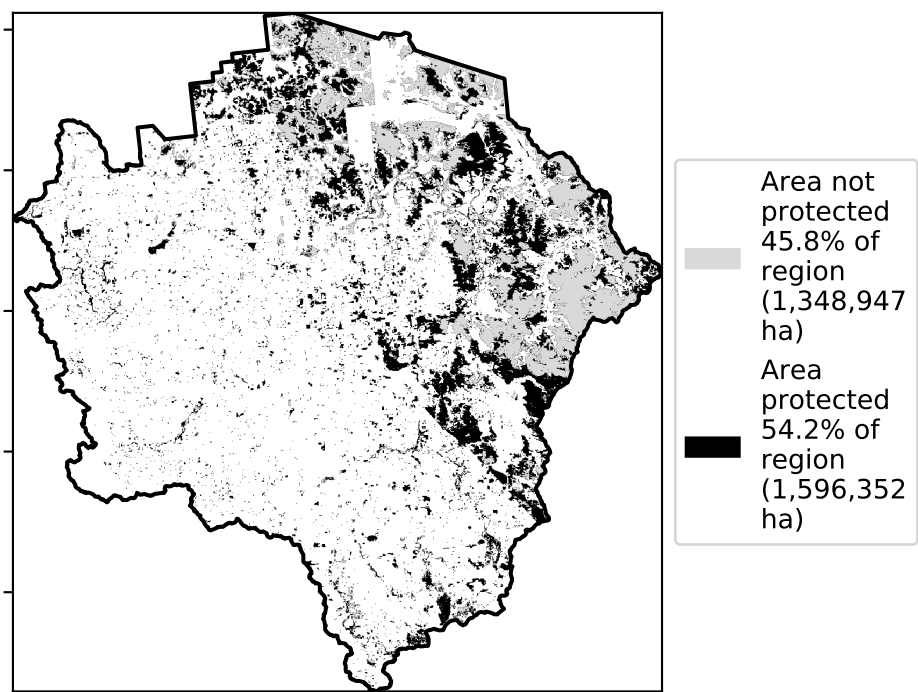 Area not
protected
45.8% of
region
(1,348,947
ha)
Area
protected
54.2% of
region
(1,596,352
ha)